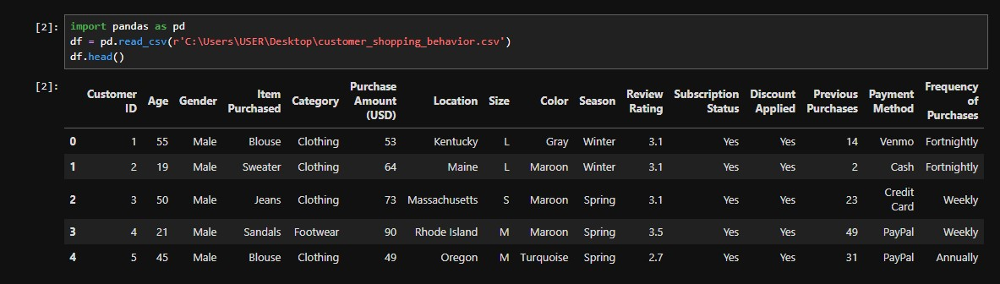 [2]: import pandas as pd
df = pd.read_csv(r'C:\Users\USER\Desktop\customer_shopping_behavior.csv')
df.head()
[2]:
Customer ID Age Gender Item Purchased Category Purchase Amount (USD) Location Size Color Season Review Rating Subscription Status Discount Applied Previous Purchases Payment Method Frequency of Purchases
0 1 55 Male Blouse Clothing 53 Kentucky L Gray Winter 3.1 Yes Yes 14 Venmo Fortnightly
1 2 19 Male Sweater Clothing 64 Maine L Maroon Winter 3.1 Yes Yes 2 Cash Fortnightly
2 3 50 Male Jeans Clothing 73 Massachusetts S Maroon Spring 3.1 Yes Yes 23 Credit Card Weekly
3 4 21 Male Sandals Footwear 90 Rhode Island M Maroon Spring 3.5 Yes Yes 49 PayPal Weekly
4 5 45 Male Blouse Clothing 49 Oregon M Turquoise Spring 2.7 Yes Yes 31 PayPal Annually